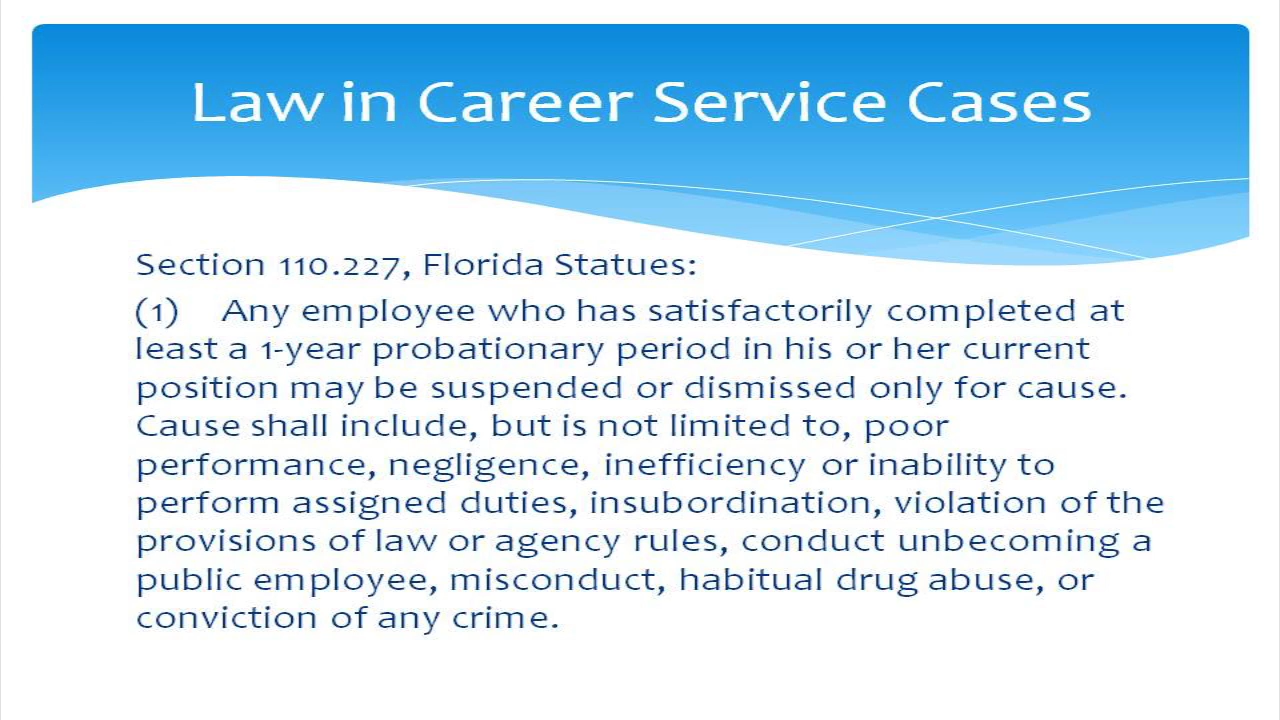 Law in Career Service Cases
Section 110.227, Florida Statues:
(1) Any employee who has satisfactorily completed at
least a 1-year probationary period in his or her current
position may be suspended or dismissed only for cause.
Cause shall include, but is not limited to, poor
performance, negligence, inefficiency or inability to
perform assigned duties, insubordination, violation of the
provisions of law or agency rules, conduct unbecoming a
public employee, misconduct, habitual drug abuse, or
conviction of any crime.